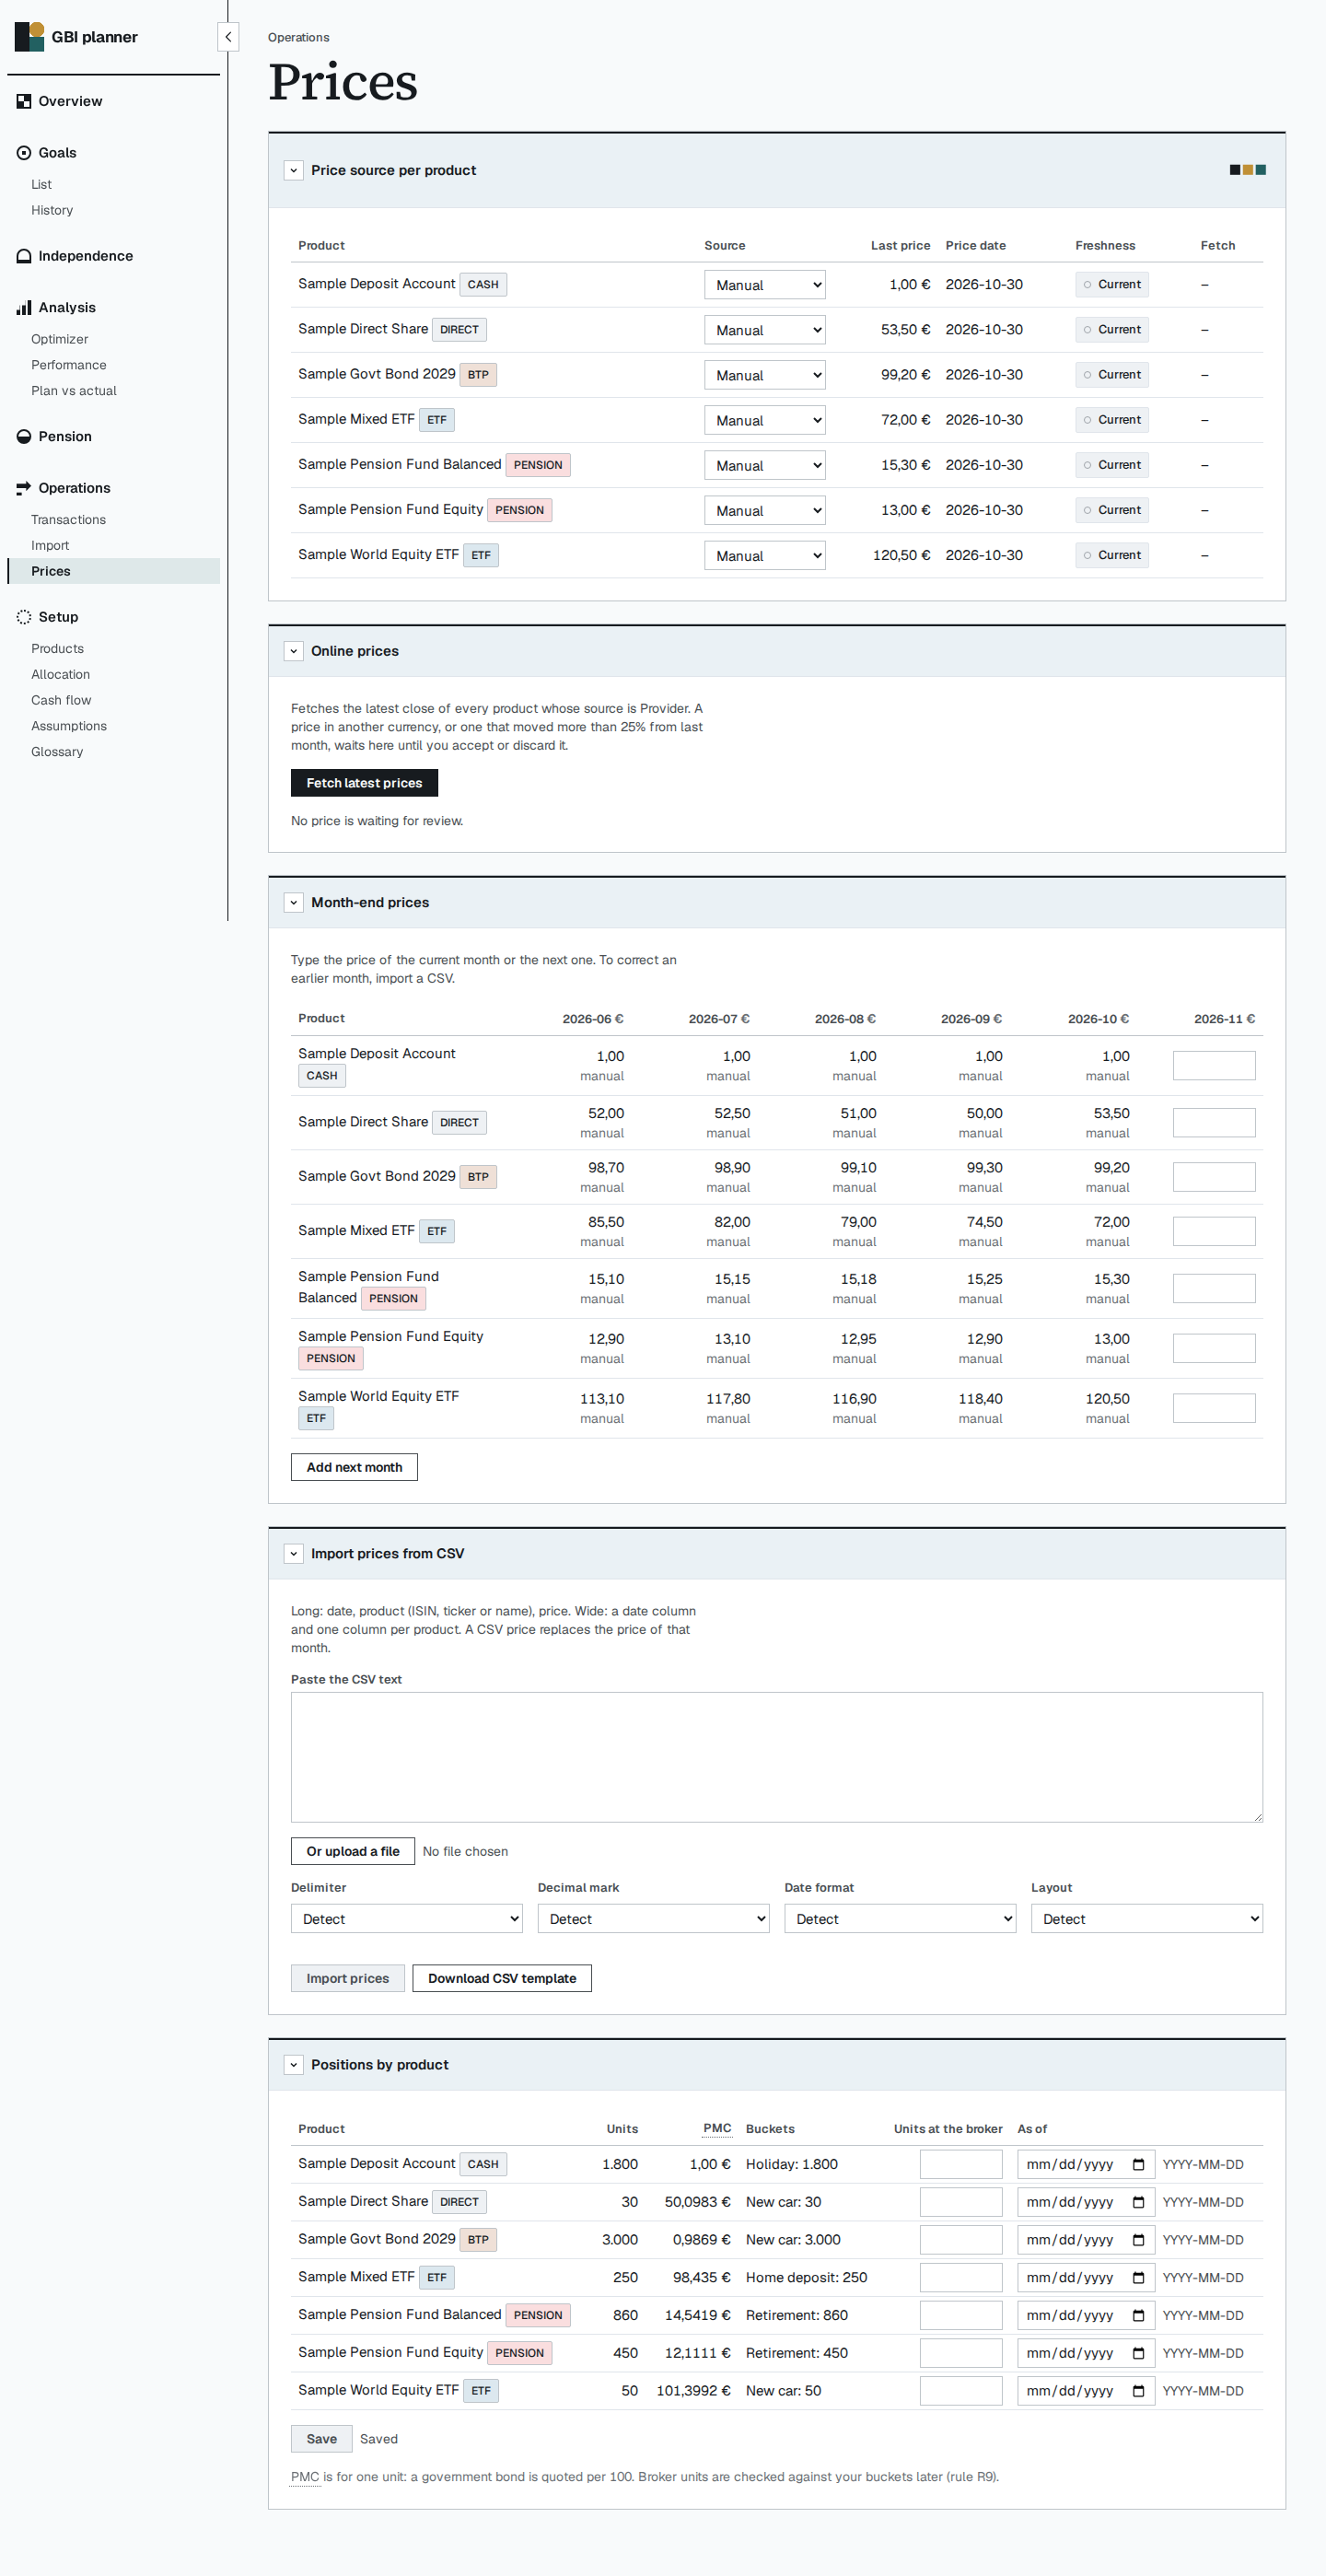 GBI planner
Overview
Goals
List
History
Independence
Analysis
Optimizer
Performance
Plan vs actual
Pension
Operations
Transactions
Import
Prices
Setup
Products
Allocation
Cash flow
Assumptions
Glossary
Operations
Prices
Price source per product
Product Source Last price Price date Freshness Fetch
Sample Deposit Account CASH Manual 1,00 € 2026-10-30 Current –
Sample Direct Share DIRECT Manual 53,50 € 2026-10-30 Current –
Sample Govt Bond 2029 BTP Manual 99,20 € 2026-10-30 Current –
Sample Mixed ETF ETF Manual 72,00 € 2026-10-30 Current –
Sample Pension Fund Balanced PENSION Manual 15,30 € 2026-10-30 Current –
Sample Pension Fund Equity PENSION Manual 13,00 € 2026-10-30 Current –
Sample World Equity ETF ETF Manual 120,50 € 2026-10-30 Current –
Online prices
Fetches the latest close of every product whose source is Provider. A
price in another currency, or one that moved more than 25% from last
month, waits here until you accept or discard it.
Fetch latest prices
No price is waiting for review.
Month-end prices
Type the price of the current month or the next one. To correct an
earlier month, import a CSV.
Product 2026-06 € 2026-07 € 2026-08 € 2026-09 € 2026-10 € 2026-11 €
Sample Deposit Account CASH 1,00 1,00 1,00 1,00 1,00
manual manual manual manual manual
Sample Direct Share DIRECT 52,00 52,50 51,00 50,00 53,50
manual manual manual manual manual
Sample Govt Bond 2029 BTP 98,70 98,90 99,10 99,30 99,20
manual manual manual manual manual
Sample Mixed ETF ETF 85,50 82,00 79,00 74,50 72,00
manual manual manual manual manual
Sample Pension Fund Balanced PENSION 15,10 15,15 15,18 15,25 15,30
manual manual manual manual manual
Sample Pension Fund Equity PENSION 12,90 13,10 12,95 12,90 13,00
manual manual manual manual manual
Sample World Equity ETF ETF 113,10 117,80 116,90 118,40 120,50
manual manual manual manual manual
Add next month
Import prices from CSV
Long: date, product (ISIN, ticker or name), price. Wide: a date column
and one column per product. A CSV price replaces the price of that
month.
Paste the CSV text
Or upload a file No file chosen
Delimiter Decimal mark Date format Layout
Detect Detect Detect Detect
Import prices Download CSV template
Positions by product
Product Units PMC Buckets Units at the broker As of
Sample Deposit Account CASH 1.800 1,00 € Holiday: 1.800 mm/dd/yyyy YYYY-MM-DD
Sample Direct Share DIRECT 30 50,0983 € New car: 30 mm/dd/yyyy YYYY-MM-DD
Sample Govt Bond 2029 BTP 3.000 0,9869 € New car: 3.000 mm/dd/yyyy YYYY-MM-DD
Sample Mixed ETF ETF 250 98,435 € Home deposit: 250 mm/dd/yyyy YYYY-MM-DD
Sample Pension Fund Balanced PENSION 860 14,5419 € Retirement: 860 mm/dd/yyyy YYYY-MM-DD
Sample Pension Fund Equity PENSION 450 12,1111 € Retirement: 450 mm/dd/yyyy YYYY-MM-DD
Sample World Equity ETF ETF 50 101,3992 € New car: 50 mm/dd/yyyy YYYY-MM-DD
Save Saved
PMC is for one unit: a government bond is quoted per 100. Broker units are checked against your buckets later (rule R9).